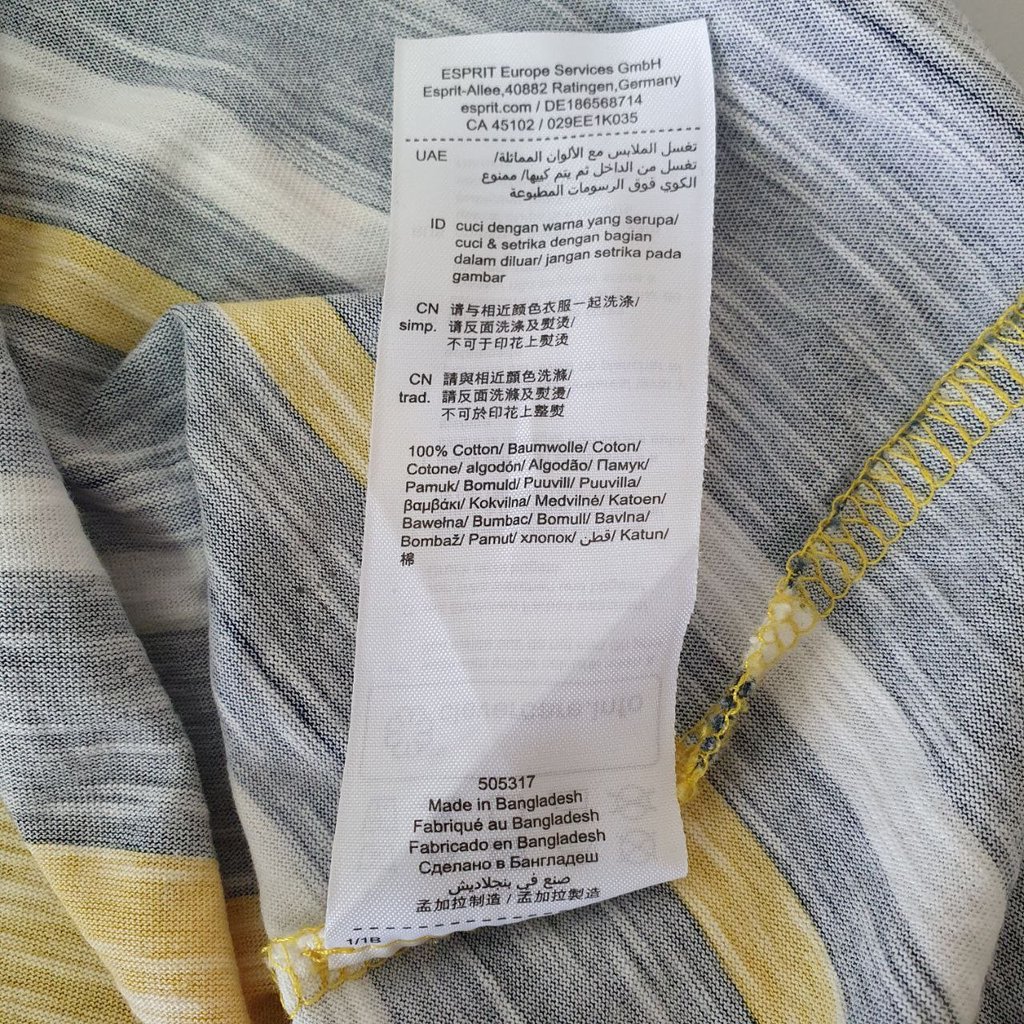 ESPRIT Europe Services GmbH
Esprit-Allee,40882 Ratingen,Germany
esprit.com / DE186568714
CA 45102 / 029EE1K035
UAE تغسل الملابس مع الألوان المماثلة/
تغسل من الداخل ثم يتم كييها/ ممنوع
الكوي فوق الرسومات المطبوعة
ID cuci dengan warna yang serupa/
cuci & setrika dengan bagian
dalam diluar/ jangan setrika pada
gambar
CN 请与相近颜色衣服一起洗涤/
simp. 请反面洗涤及熨烫/
不可于印花上熨烫
CN 請與相近顏色洗滌/
trad. 請反面洗滌及熨燙/
不可於印花上整熨
100% Cotton/ Baumwolle/ Coton/
Cotone/ algodón/ Algodão/ Памук/
Pamuk/ Bomuld/ Puuvill/ Puuvilla/
βαμβάκι/ Kokvilna/ Medvilnė/ Katoen/
Bawełna/ Bumbac/ Bomull/ Bavlna/
Bombaž/ Pamut/ хлопок/ قطن/ Katun/
棉
505317
Made in Bangladesh
Fabriqué au Bangladesh
Fabricado en Bangladesh
Сделано в Бангладеш
صنع في بنجلاديش
孟加拉制造 / 孟加拉製造
1/1B